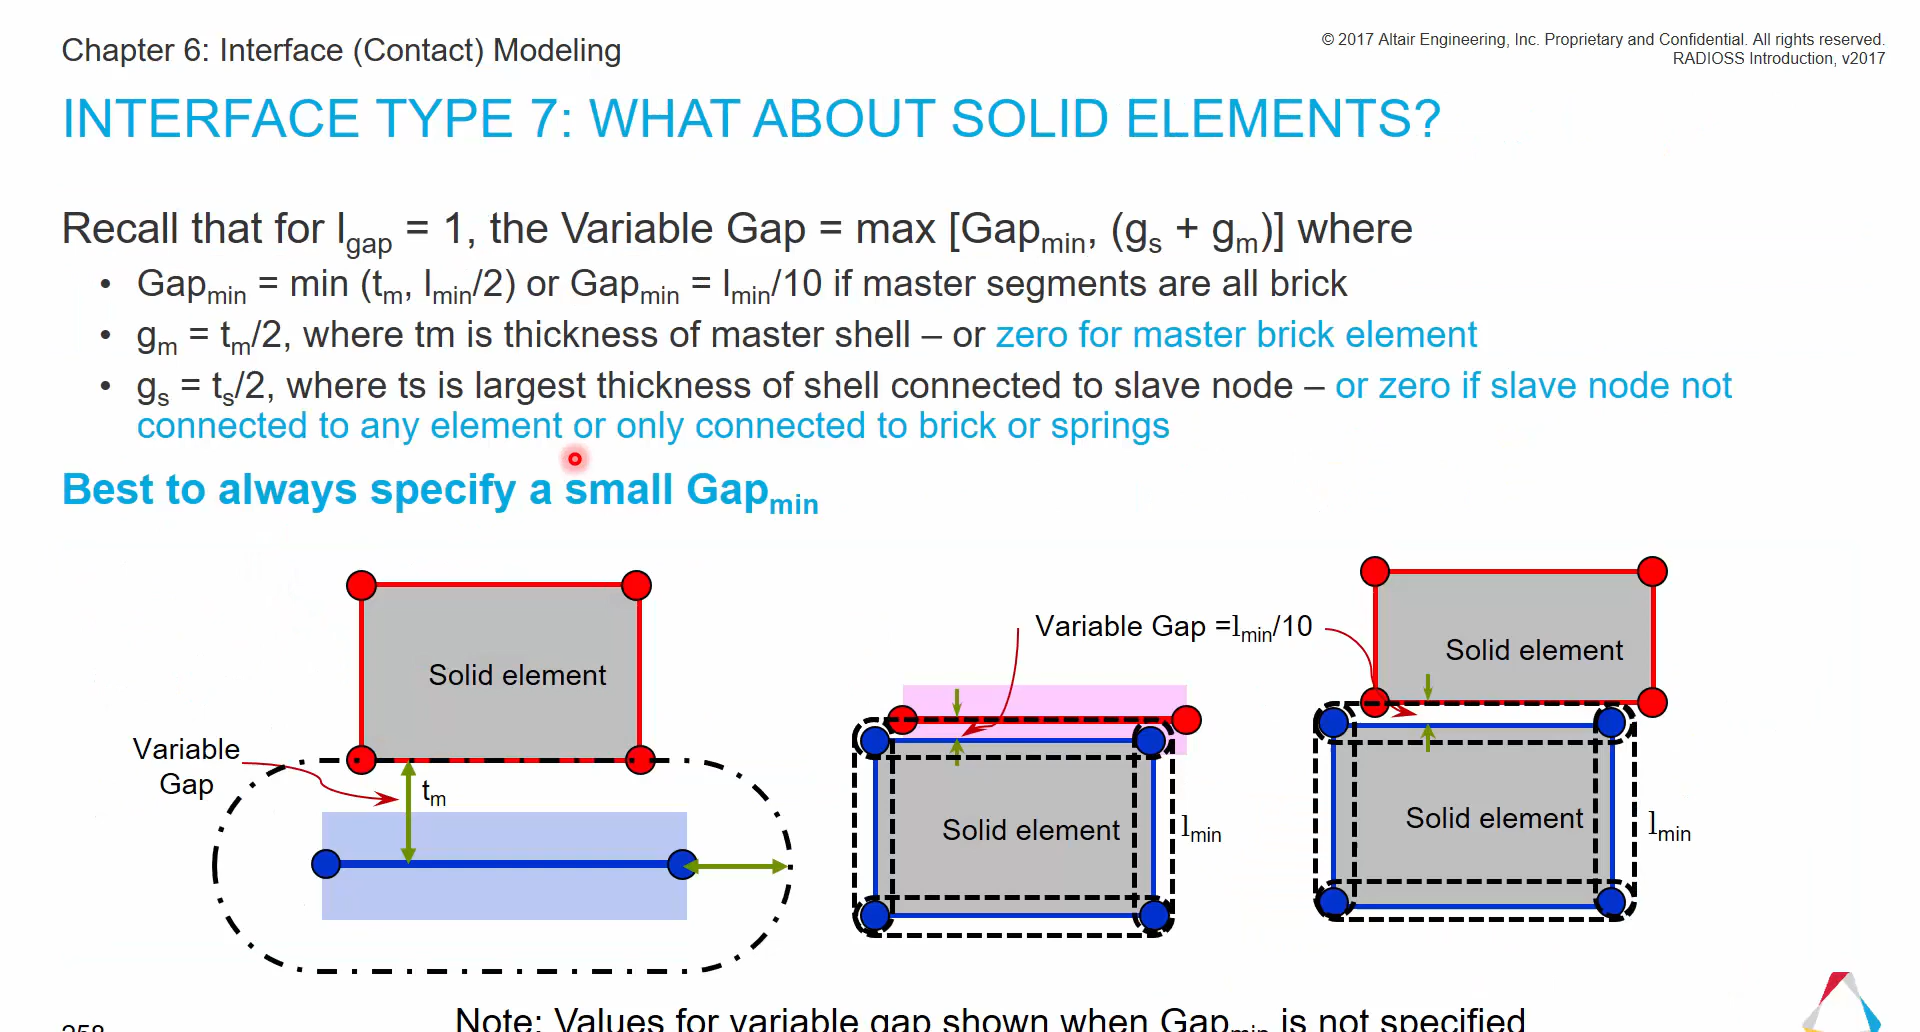 Chapter 6: Interface (Contact) Modeling
© 2017 Altair Engineering, Inc. Proprietary and Confidential. All rights reserved.
RADIOSS Introduction, v2017
INTERFACE TYPE 7: WHAT ABOUT SOLID ELEMENTS?
Recall that for Igap = 1, the Variable Gap = max [Gapmin, (gs + gm)] where
• Gapmin = min (tm, lmin/2) or Gapmin = lmin/10 if master segments are all brick
• gm = tm/2, where tm is thickness of master shell – or zero for master brick element
• gs = ts/2, where ts is largest thickness of shell connected to slave node – or zero if slave node not
connected to any element or only connected to brick or springs
Best to always specify a small Gapmin
Solid element
Variable
Gap
tm
Variable Gap =lmin/10
Solid element
lmin
Solid element
Solid element
lmin
258
Note: Values for variable gap shown when Gapmin is not specified